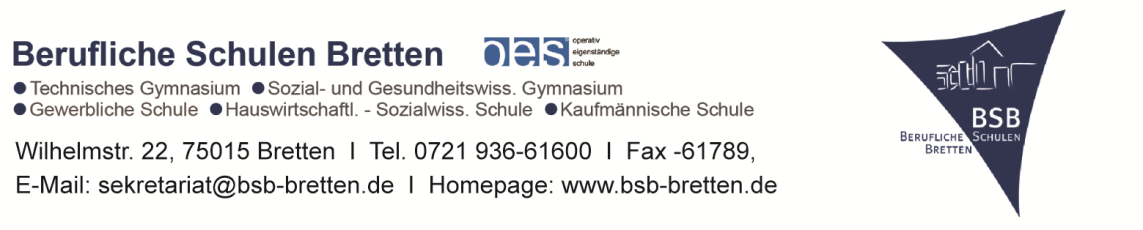 Berufliche Schulen Bretten
oes operativ
eigenständige
schule
● Technisches Gymnasium ● Sozial- und Gesundheitswiss. Gymnasium
● Gewerbliche Schule ● Hauswirtschaftl. - Sozialwiss. Schule ● Kaufmännische Schule
Wilhelmstr. 22, 75015 Bretten I Tel. 0721 936-61600 I Fax -61789,
E-Mail: sekretariat@bsb-bretten.de I Homepage: www.bsb-bretten.de
BSB
BERUFLICHE SCHULEN
BRETTEN